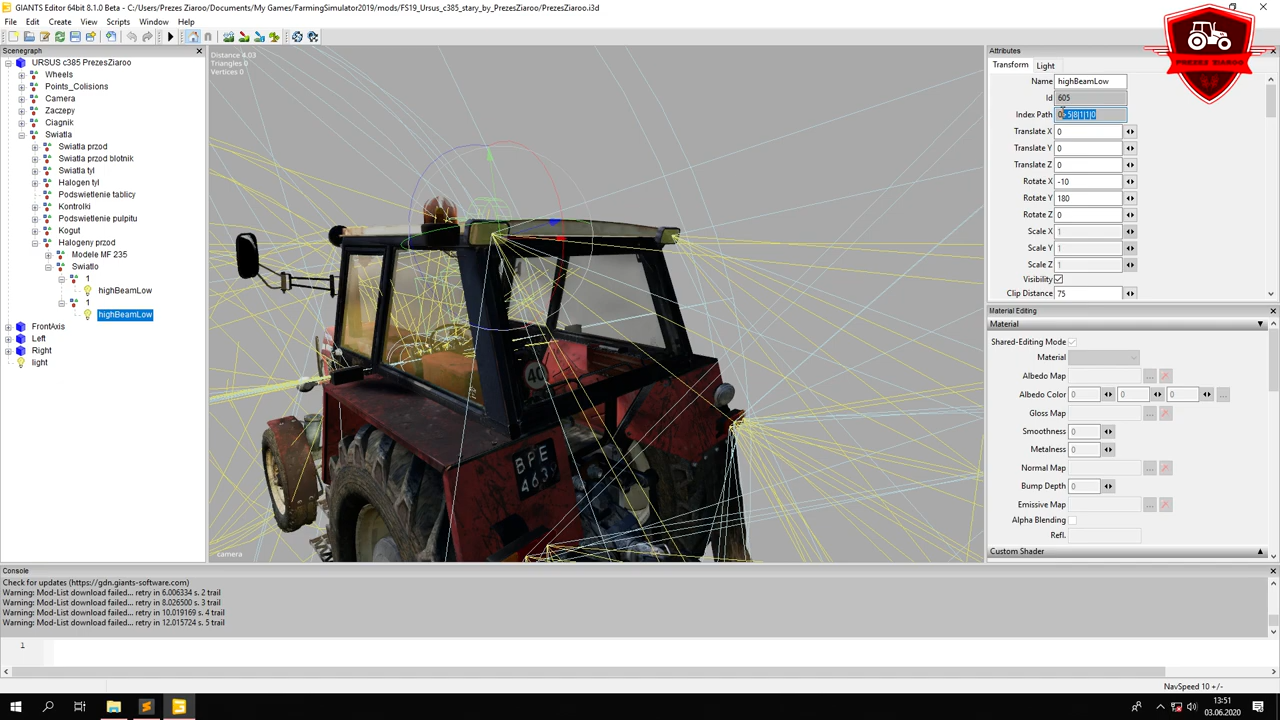 GIANTS Editor 64bit 8.1.0 Beta - C:/Users/Prezes Ziaroo/Documents/My Games/FarmingSimulator2019/mods/FS19_Ursus_c385_stary_by_PrezesZiaroo/PrezesZiaroo.i3d
File Edit Create View Scripts Window Help
Scenegraph
URSUS c385 PrezesZiaroo
Wheels
Points_Colisions
Camera
Zaczepy
Ciagnik
Swiatla
Swiatla przod
Swiatla przod blotnik
Swiatla tyl
Halogen tyl
Podswietlenie tablicy
Kontrolki
Podswietlenie pulpitu
Kogut
Halogeny przod
Modele MF 235
Swiatlo
1
highBeamLow
1
highBeamLow
FrontAxis
Left
Right
light
Distance 4.03
Triangles 0
Vertices 0
40
BPE
463
camera
PREZES ZIAROO
Attributes
Transform Light
Name highBeamLow
Id 605
Translate X 0
Translate Y 0
Translate Z 0
Rotate X -10
Rotate Y 180
Rotate Z 0
Scale X 1
Scale Y 1
Scale Z 1
Visibility
Clip Distance 75
Material Editing
Material
Shared-Editing Mode
Material
Albedo Map ...
Albedo Color 0 0 0 ...
Gloss Map ...
Smoothness 0
Metalness 0
Normal Map ...
Bump Depth 0
Emissive Map ...
Alpha Blending
Refl.
Custom Shader
Console
Check for updates (https://gdn.giants-software.com)
Warning: Mod-List download failed... retry in 6.006334 s. 2 trail
Warning: Mod-List download failed... retry in 8.026500 s. 3 trail
Warning: Mod-List download failed... retry in 10.019169 s. 4 trail
Warning: Mod-List download failed... retry in 12.015724 s. 5 trail
1
NavSpeed 10 +/-
13:51
03.06.2020